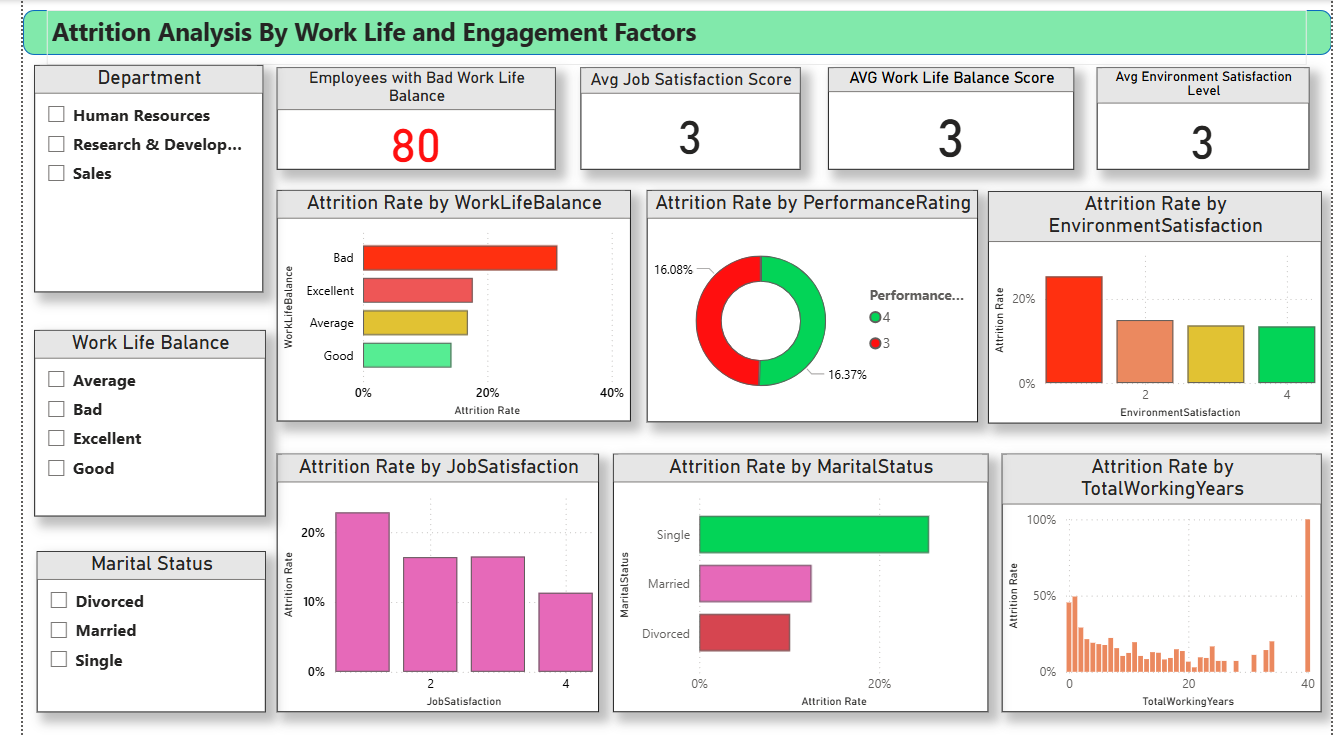 Attrition Analysis By Work Life and Engagement Factors
Department
Human Resources
Research & Develop...
Sales
Employees with Bad Work Life
Balance
80
Avg Job Satisfaction Score
3
AVG Work Life Balance Score
3
Avg Environment Satisfaction
Level
3
Work Life Balance
Average
Bad
Excellent
Good
Marital Status
Divorced
Married
Single
Attrition Rate by WorkLifeBalance
WorkLifeBalance
Bad
Excellent
Average
Good
0% 20% 40%
Attrition Rate
Attrition Rate by PerformanceRating
16.08%
16.37%
Performance...
4
3
Attrition Rate by
EnvironmentSatisfaction
Attrition Rate
20%
0%
2 4
EnvironmentSatisfaction
Attrition Rate by JobSatisfaction
Attrition Rate
20%
10%
0%
2 4
JobSatisfaction
Attrition Rate by MaritalStatus
MaritalStatus
Single
Married
Divorced
0% 20%
Attrition Rate
Attrition Rate by
TotalWorkingYears
Attrition Rate
100%
50%
0%
0 20 40
TotalWorkingYears